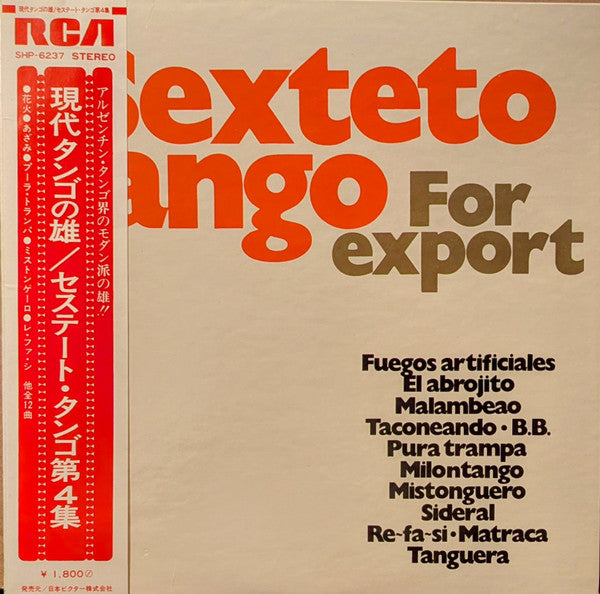 現代タンゴの雄/セステート・タンゴ第4集
RCA
SHP-6237 STEREO
アルゼンチン・タンゴ界のモダン派の雄!!
現代タンゴの雄/セステート・タンゴ第4集
●花火●あざみ●プーラ・トランパ●ミストンゲーロ●レ・ファ・シ 他全12曲
¥1,800
発売元/日本ビクター株式会社
sexteto
ango
For
export
Fuegos artificiales
El abrojito
Malambeao
Taconeando・B.B.
Pura trampa
Milontango
Mistonguero
Sideral
Re~fa~si・Matraca
Tanguera